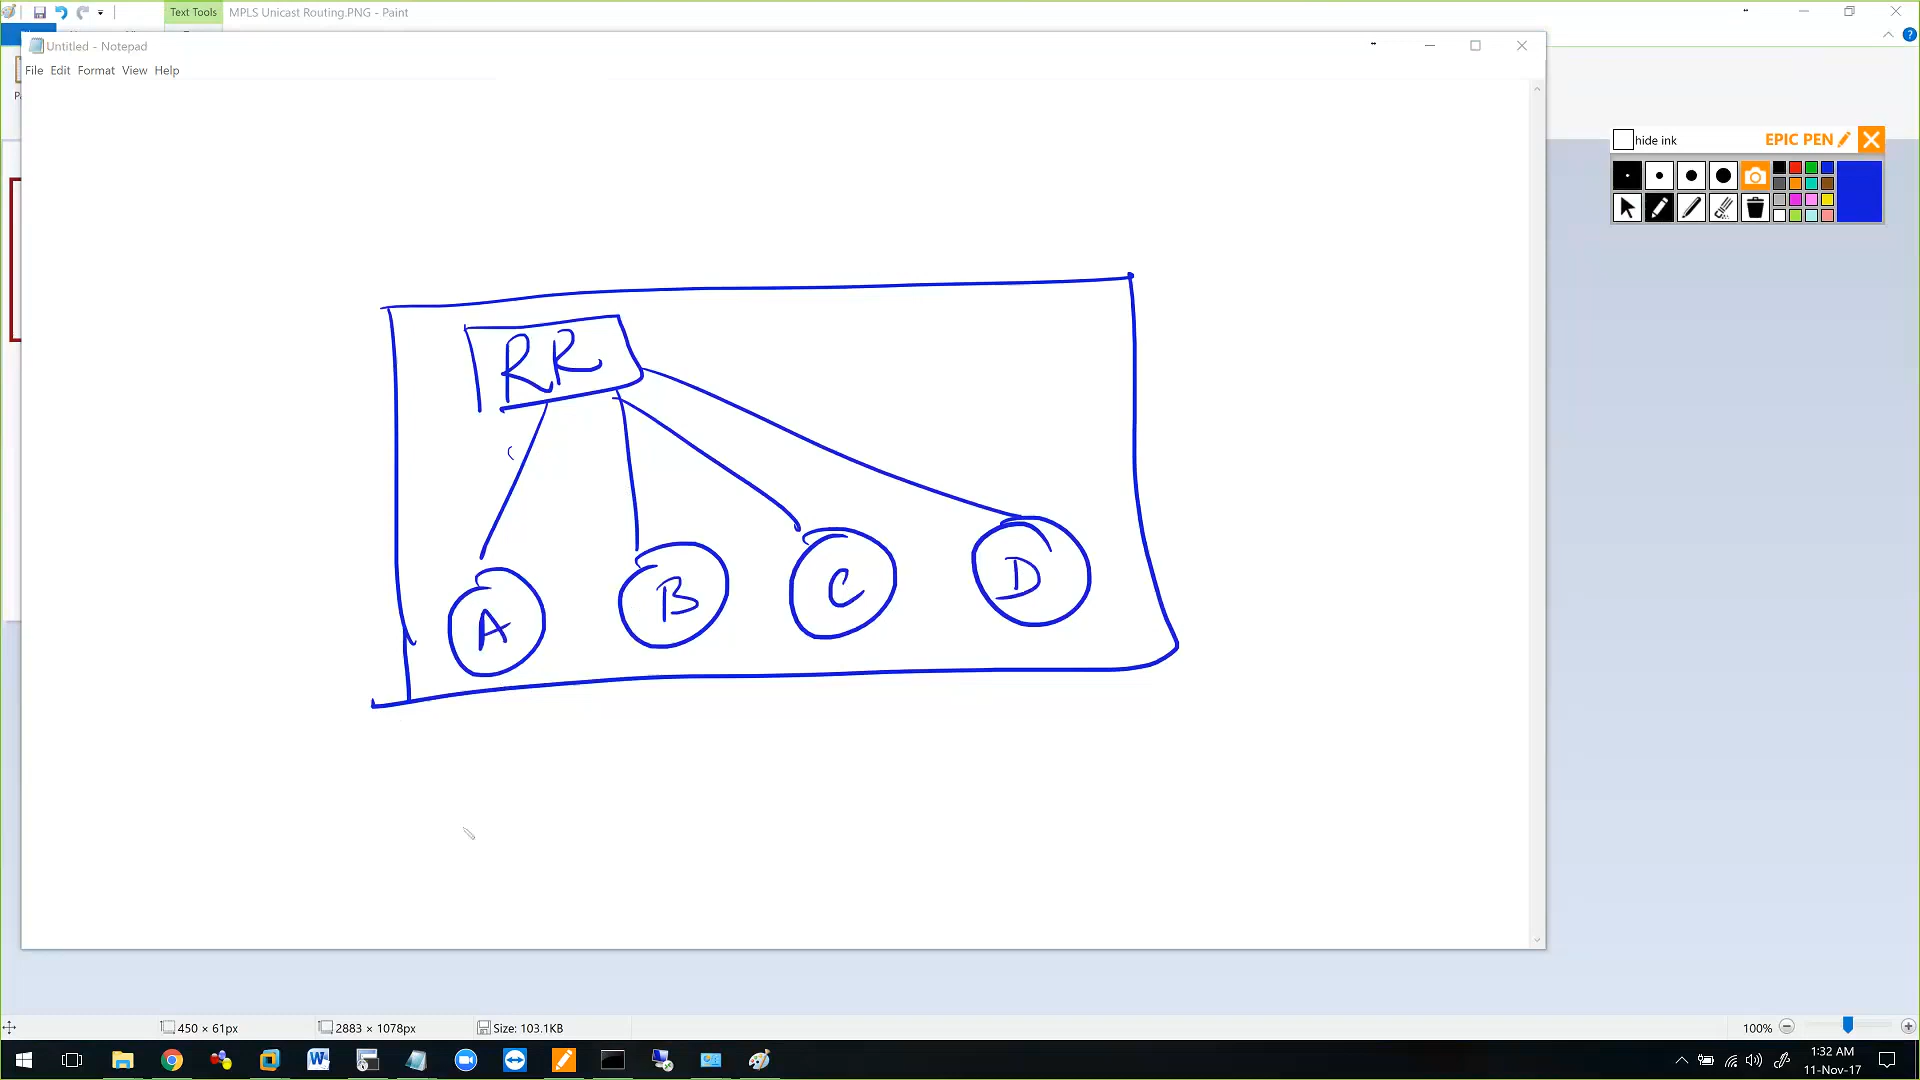 Text Tools MPLS Unicast Routing.PNG - Paint
Untitled - Notepad
File Edit Format View Help
hide ink EPIC PEN
RR
A B C D
450 × 61px 2883 × 1078px Size: 103.1KB 100%
1:32 AM
11-Nov-17